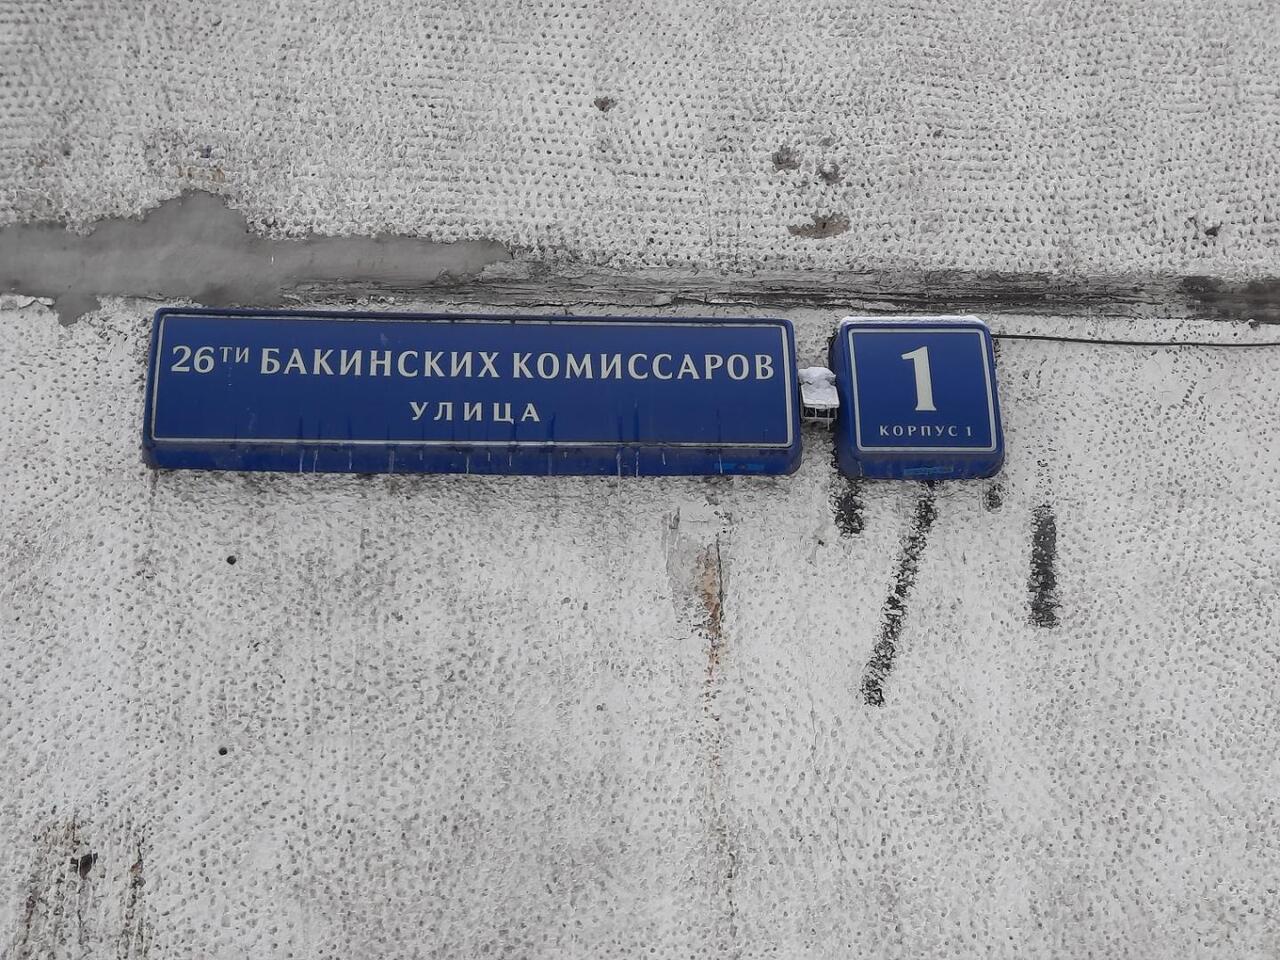 26ТИ БАКИНСКИХ КОМИССАРОВ
УЛИЦА
1
КОРПУС 1